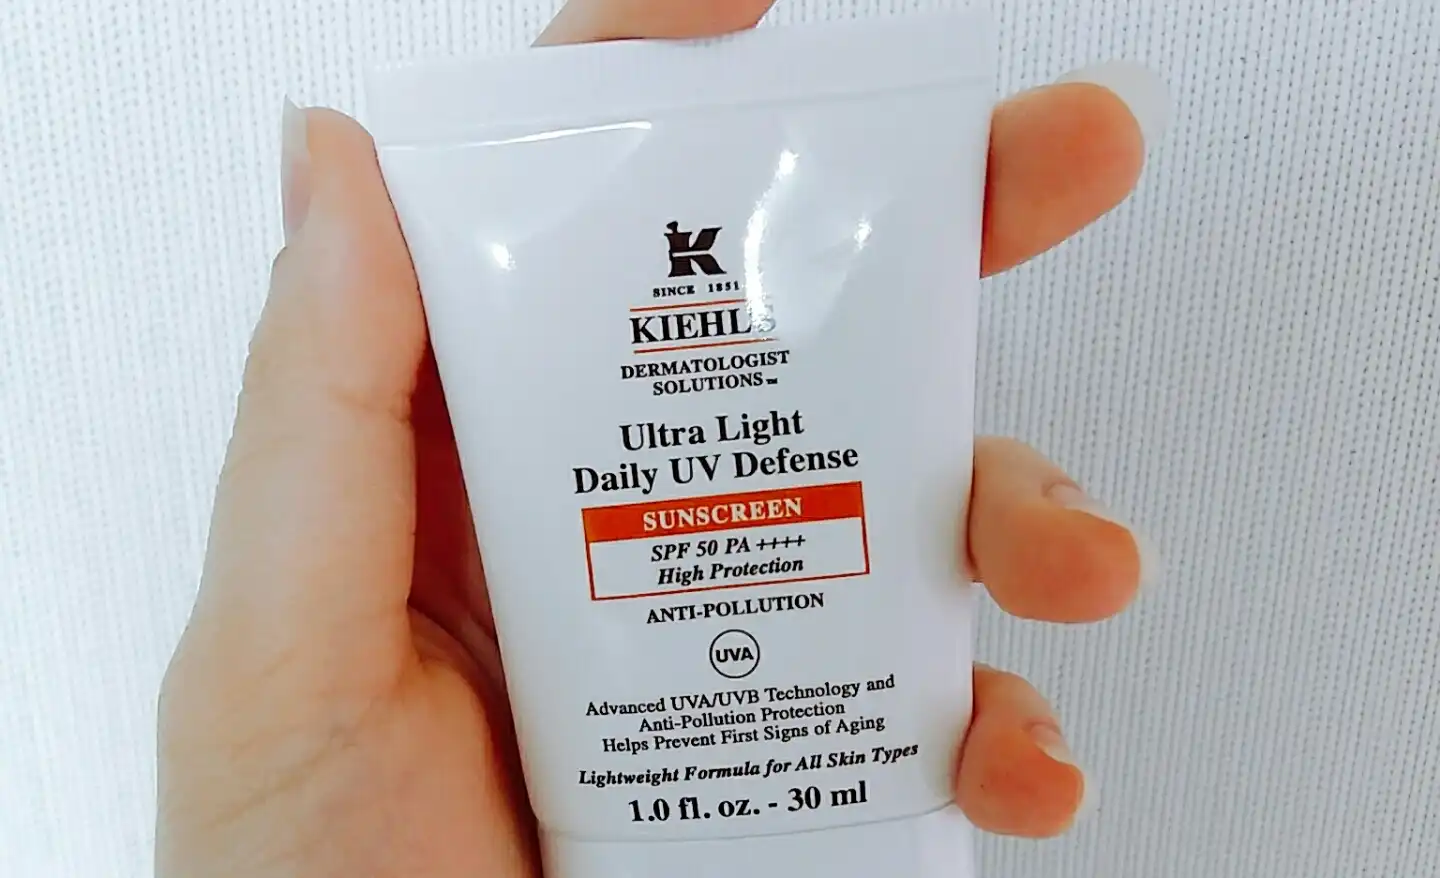 K
SINCE 1851
KIEHL'S
DERMATOLOGIST
SOLUTIONS™
Ultra Light
Daily UV Defense
SUNSCREEN
SPF 50 PA ++++
High Protection
ANTI-POLLUTION
UVA
Advanced UVA/UVB Technology and
Anti-Pollution Protection
Helps Prevent First Signs of Aging
Lightweight Formula for All Skin Types
1.0 fl. oz. - 30 ml